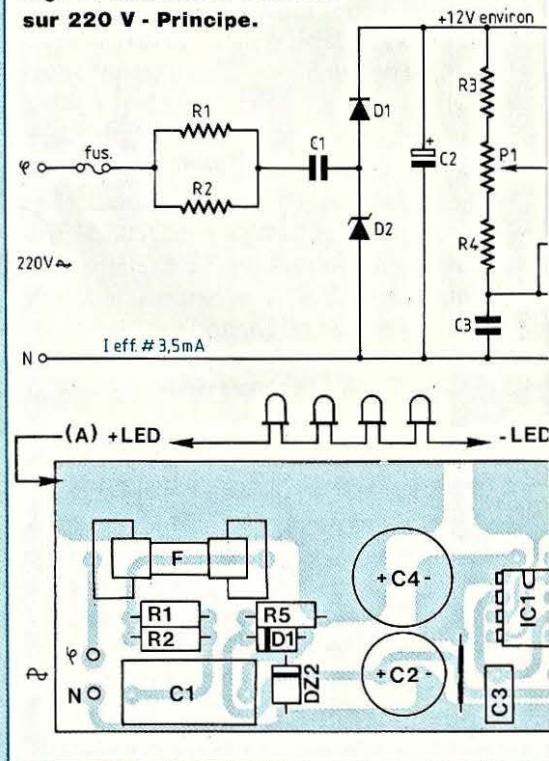 sur 220 V - Principe.
+12V environ
R1
R2
fus.
φ
C1
D1
D2
+
C2
R3
P1
R4
C3
220V~
N
I eff. # 3,5mA
(A) +LED
-LED
F
+C4-
IC1
R1
R2
R5
D1
φ
N
~
C1
DZ2
+C2-
C3